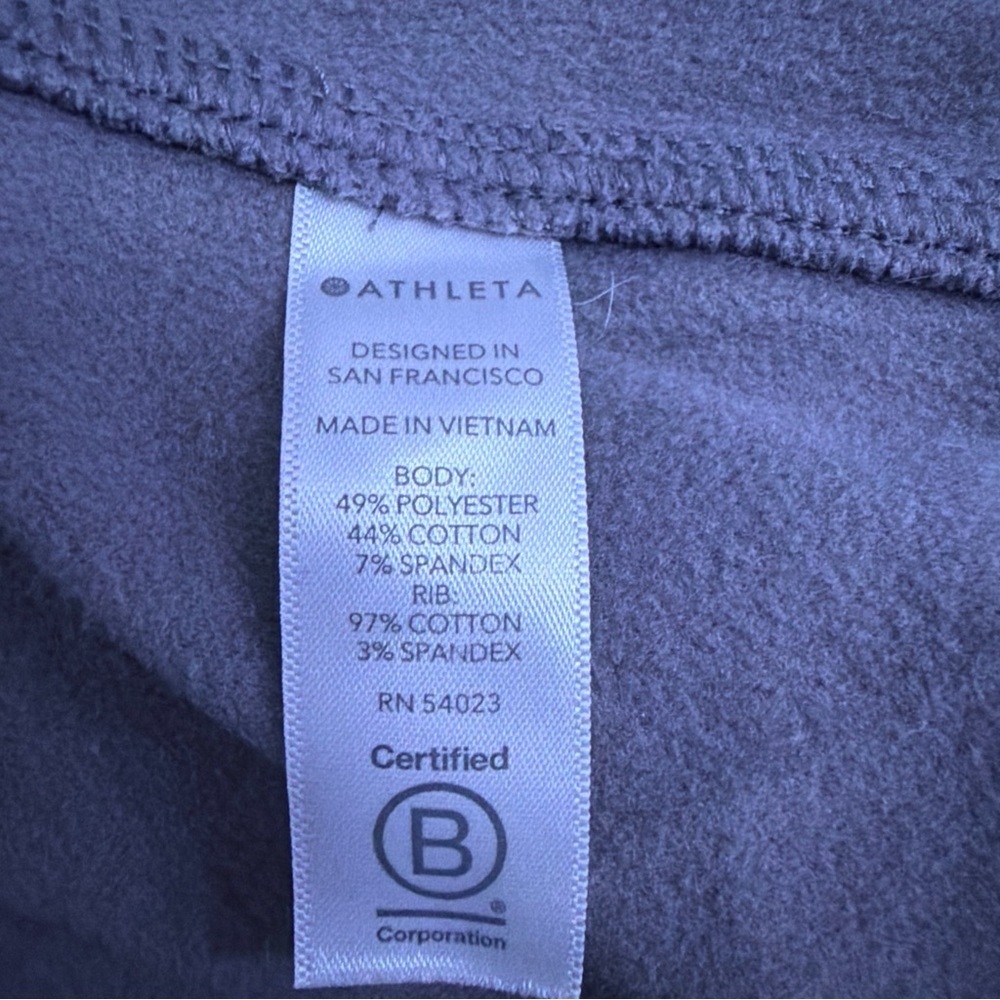 ATHLETA
DESIGNED IN
SAN FRANCISCO
MADE IN VIETNAM
BODY:
49% POLYESTER
44% COTTON
7% SPANDEX
RIB:
97% COTTON
3% SPANDEX
RN 54023
Certified
B
®
Corporation